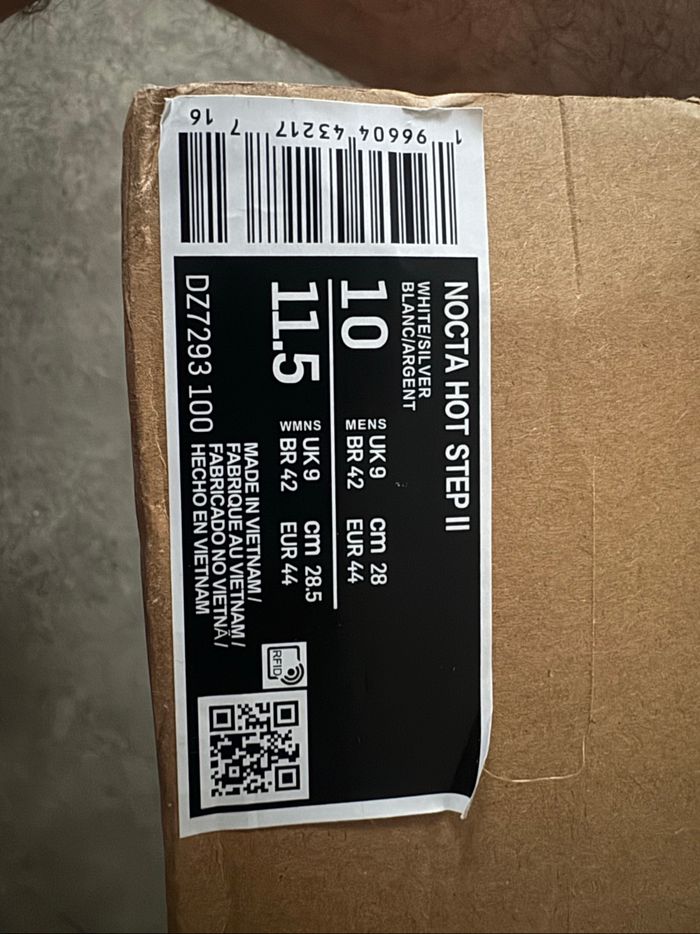 1 96604 43217 7 16
NOCTA HOT STEP II
WHITE/SILVER
BLANC/ARGENT
10
MENS
UK 9 cm 28
BR 42 EUR 44
11.5
WMNS
UK 9 cm 28.5
BR 42 EUR 44
DZ7293 100
MADE IN VIETNAM /
FABRIQUE AU VIETNAM /
FABRICADO NO VIETNÃ /
HECHO EN VIETNAM
RFID